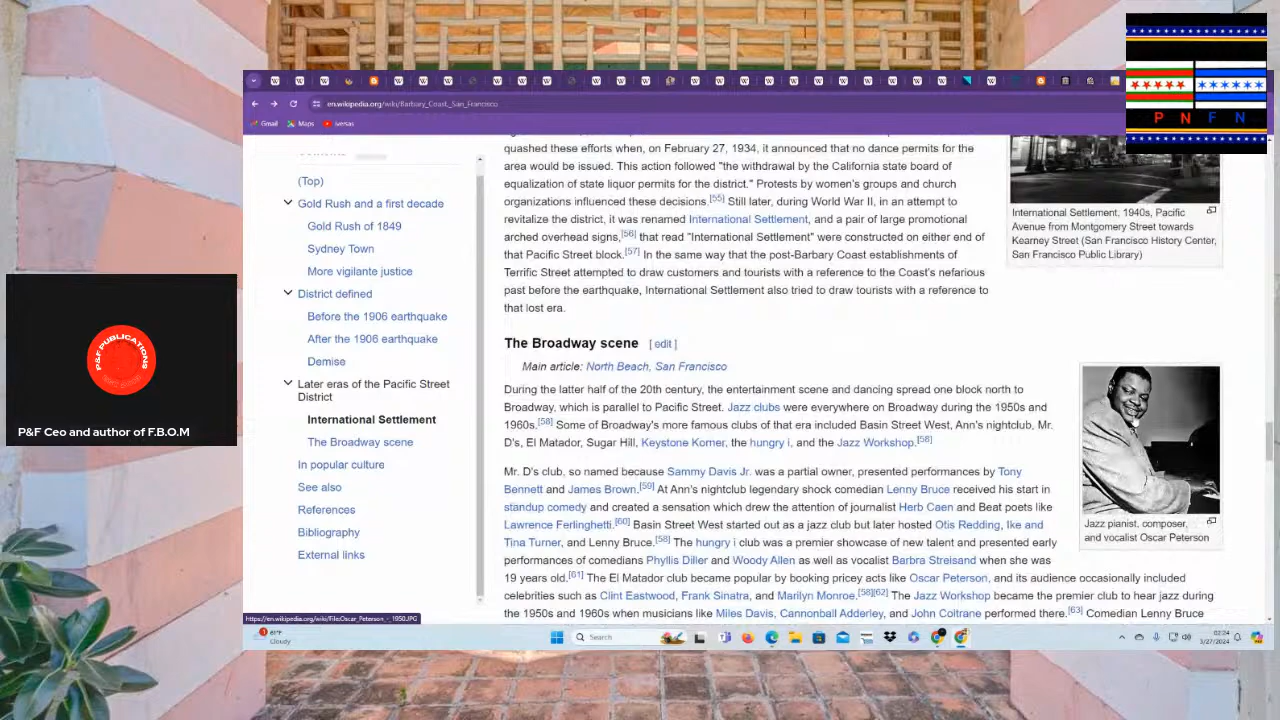 P N F N
en.wikipedia.org/wiki/Barbary_Coast,_San_Francisco
Gmail Maps
(Top)
Gold Rush and a first decade
Gold Rush of 1849
Sydney Town
More vigilante justice
District defined
Before the 1906 earthquake
After the 1906 earthquake
Demise
Later eras of the Pacific Street
District
International Settlement
The Broadway scene
In popular culture
See also
References
Bibliography
External links
quashed these efforts when, on February 27, 1934, it announced that no dance permits for the
area would be issued. This action followed "the withdrawal by the California state board of
equalization of state liquor permits for the district." Protests by women's groups and church
organizations influenced these decisions.[55] Still later, during World War II, in an attempt to
revitalize the district, it was renamed International Settlement, and a pair of large promotional
arched overhead signs,[56] that read "International Settlement" were constructed on either end of
that Pacific Street block.[57] In the same way that the post-Barbary Coast establishments of
Terrific Street attempted to draw customers and tourists with a reference to the Coast's nefarious
past before the earthquake, International Settlement also tried to draw tourists with a reference to
that lost era.
International Settlement, 1940s, Pacific
Avenue from Montgomery Street towards
Kearney Street (San Francisco History Center,
San Francisco Public Library)
The Broadway scene [ edit ]
Main article: North Beach, San Francisco
During the latter half of the 20th century, the entertainment scene and dancing spread one block north to
Broadway, which is parallel to Pacific Street. Jazz clubs were everywhere on Broadway during the 1950s and
1960s.[58] Some of Broadway's more famous clubs of that era included Basin Street West, Ann's nightclub, Mr.
D's, El Matador, Sugar Hill, Keystone Korner, the hungry i, and the Jazz Workshop.[58]
Mr. D's club, so named because Sammy Davis Jr. was a partial owner, presented performances by Tony
Bennett and James Brown.[59] At Ann's nightclub legendary shock comedian Lenny Bruce received his start in
standup comedy and created a sensation which drew the attention of journalist Herb Caen and Beat poets like
Lawrence Ferlinghetti.[60] Basin Street West started out as a jazz club but later hosted Otis Redding, Ike and
Tina Turner, and Lenny Bruce.[58] The hungry i club was a premier showcase of new talent and presented early
performances of comedians Phyllis Diller and Woody Allen as well as vocalist Barbra Streisand when she was
19 years old.[61] The El Matador club became popular by booking pricey acts like Oscar Peterson, and its audience occasionally included
celebrities such as Clint Eastwood, Frank Sinatra, and Marilyn Monroe.[58][62] The Jazz Workshop became the premier club to hear jazz during
the 1950s and 1960s when musicians like Miles Davis, Cannonball Adderley, and John Coltrane performed there.[63] Comedian Lenny Bruce
Jazz pianist, composer,
and vocalist Oscar Peterson
P&F PUBLICATIONS
P&F Ceo and author of F.B.O.M
https://en.wikipedia.org/wiki/File:Oscar_Peterson_-_1950.JPG
81°F
Cloudy
Search
02:24
3/27/2024